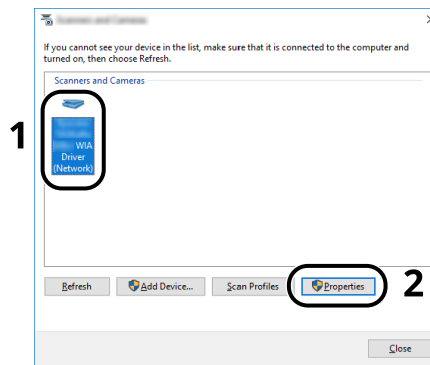 If you cannot see your device in the list, make sure that it is connected to the computer and
turned on, then choose Refresh.
Scanners and Cameras
1
WIA
Driver
(Network)
Refresh
Add Device...
Scan Profiles
Properties
2
Close